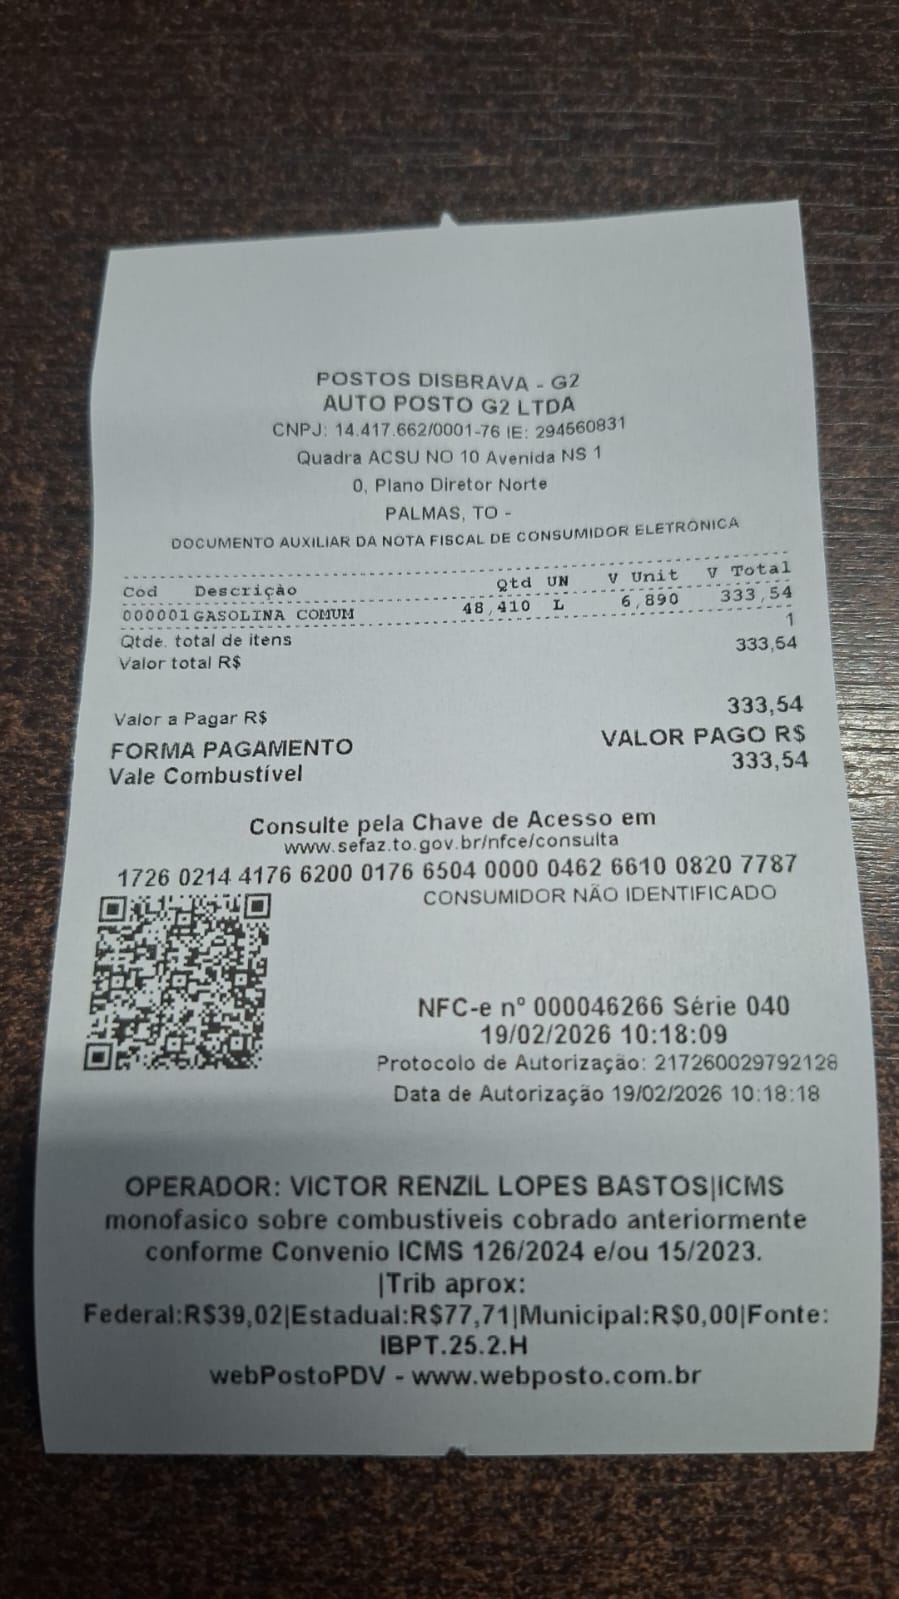 POSTOS DISBRAVA - G2
AUTO POSTO G2 LTDA
CNPJ: 14.417.662/0001-76 IE: 294560831
Quadra ACSU NO 10 Avenida NS 1
0, Plano Diretor Norte
PALMAS, TO -
DOCUMENTO AUXILIAR DA NOTA FISCAL DE CONSUMIDOR ELETRÔNICA
Cod Descrição Qtd UN V Unit V Total
000001 GASOLINA COMUM 48,410 L 6,890 333,54
Qtde. total de itens 1
Valor total R$ 333,54
Valor a Pagar R$ 333,54
FORMA PAGAMENTO VALOR PAGO R$
Vale Combustível 333,54
Consulte pela Chave de Acesso em
www.sefaz.to.gov.br/nfce/consulta
1726 0214 4176 6200 0176 6504 0000 0462 6610 0820 7787
CONSUMIDOR NÃO IDENTIFICADO
NFC-e nº 000046266 Série 040
19/02/2026 10:18:09
Protocolo de Autorização: 217260029792128
Data de Autorização 19/02/2026 10:18:18
OPERADOR: VICTOR RENZIL LOPES BASTOS|ICMS
monofasico sobre combustiveis cobrado anteriormente
conforme Convenio ICMS 126/2024 e/ou 15/2023.
|Trib aprox:
Federal:R$39,02|Estadual:R$77,71|Municipal:R$0,00|Fonte:
IBPT.25.2.H
webPostoPDV - www.webposto.com.br